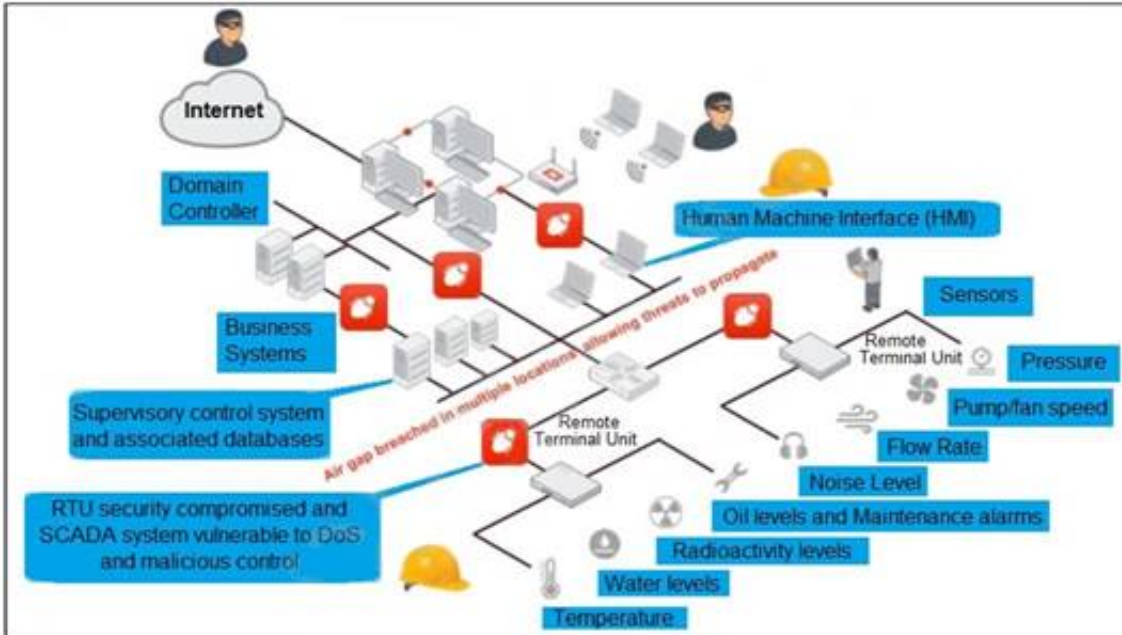 Internet
Domain
Controller
Human Machine Interface (HMI)
Business
Systems
Sensors
Remote
Terminal Unit
Pressure
Pump/fan speed
Supervisory control system
and associated databases
Air gap breached in multiple locations, allowing threats to propagate
Remote
Terminal Unit
Flow Rate
Noise Level
RTU security compromised and
SCADA system vulnerable to DoS
and malicious control
Oil levels and Maintenance alarms
Radioactivity levels
Water levels
Temperature